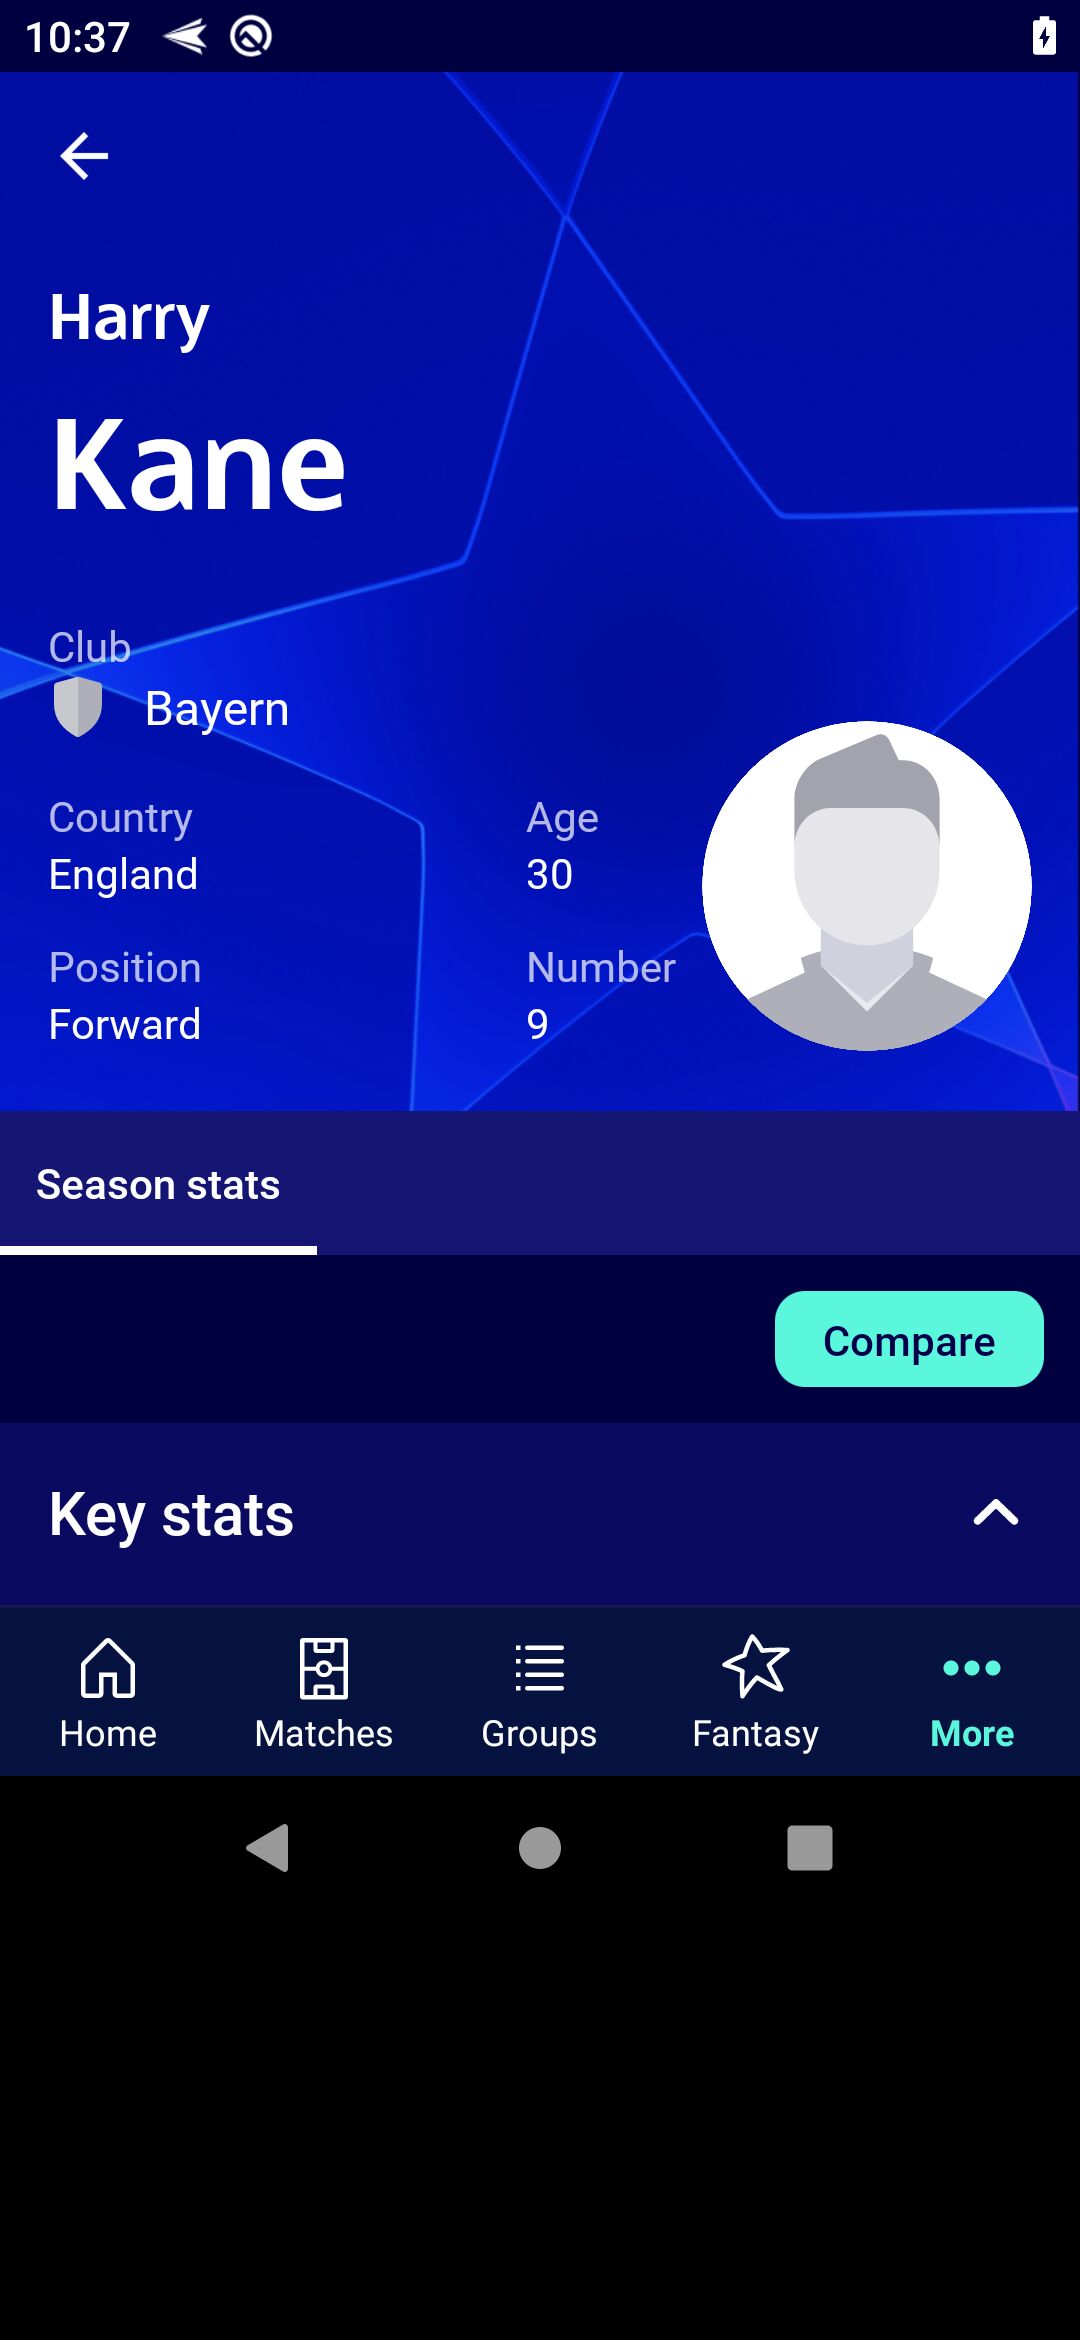 10:37
Harry
Kane
Club
Bayern
Country
Age
England
30
Position
Number
Forward
9
Season stats
Compare
Key stats
Home
Matches
Groups
Fantasy
More